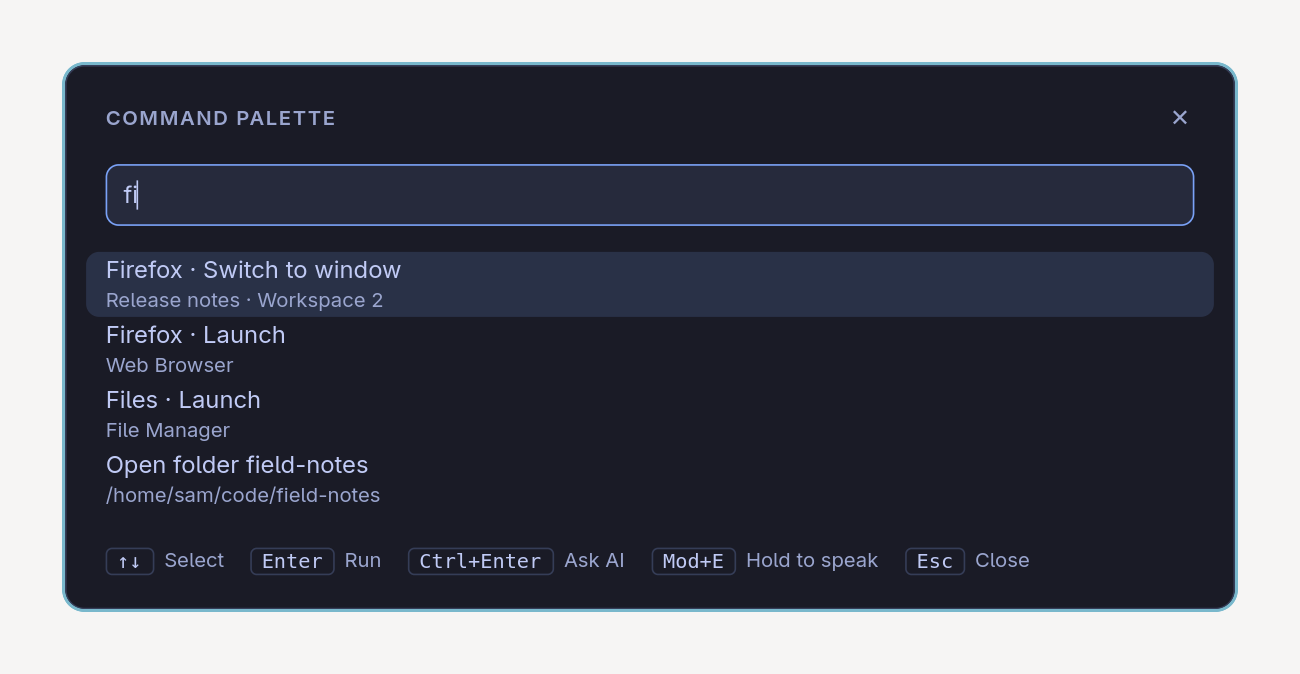 COMMAND PALETTE ✕
fi
Firefox · Switch to window
Release notes · Workspace 2
Firefox · Launch
Web Browser
Files · Launch
File Manager
Open folder field-notes
/home/sam/code/field-notes
↑↓ Select Enter Run Ctrl+Enter Ask AI Mod+E Hold to speak Esc Close